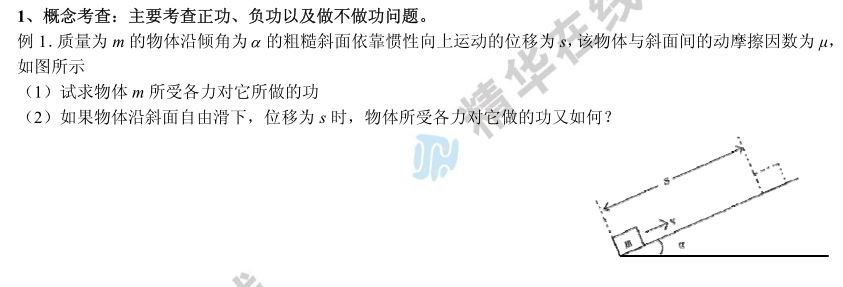 1、概念考查：主要考查正功、负功以及做不做功问题。
例 1. 质量为 m 的物体沿倾角为 α 的粗糙斜面依靠惯性向上运动的位移为 s，该物体与斜面间的动摩擦因数为 μ，
如图所示
（1）试求物体 m 所受各力对它所做的功
（2）如果物体沿斜面自由滑下，位移为 s 时，物体所受各力对它做的功又如何？
精华在线
s
v
m
α